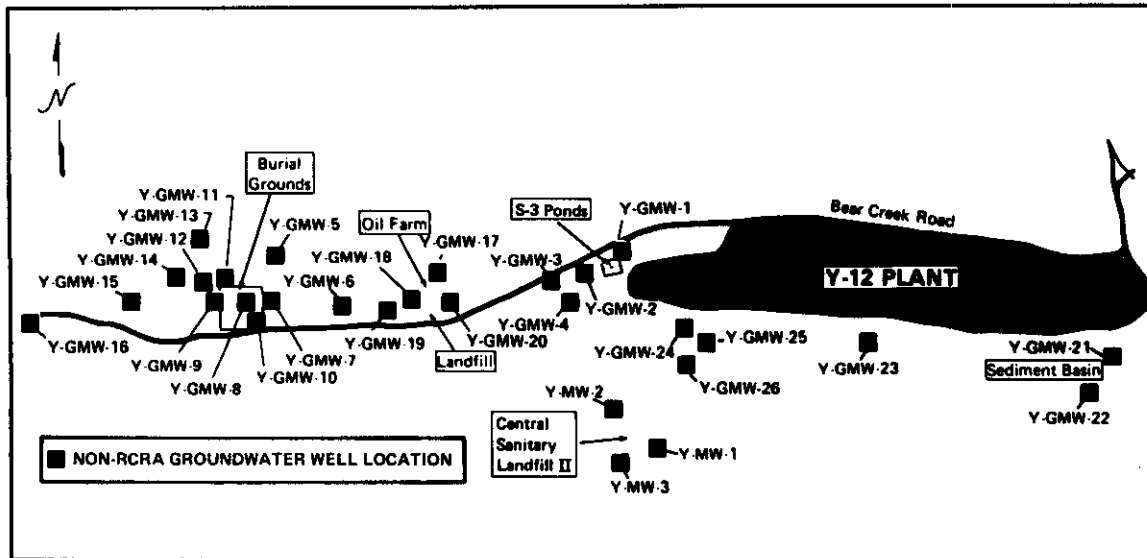 N
Burial
Grounds
Y-GMW-11
Y-GMW-13
Y-GMW-12
Y-GMW-14
Y-GMW-15
Y-GMW-16
Y-GMW-9
Y-GMW-8
Y-GMW-10
Y-GMW-7
Y-GMW-5
Y-GMW-6
Oil Farm
Y-GMW-18
Y-GMW-17
Y-GMW-19
Landfill
Y-GMW-20
S-3 Ponds
Y-GMW-1
Y-GMW-3
Y-GMW-2
Y-GMW-4
Bear Creek Road
Y-12 PLANT
Y-GMW-24
Y-GMW-25
Y-GMW-26
Y-GMW-23
Y-GMW-21
Sediment Basin
Y-GMW-22
Y-MW-2
Central
Sanitary
Landfill II
Y-MW-1
Y-MW-3
NON-RCRA GROUNDWATER WELL LOCATION